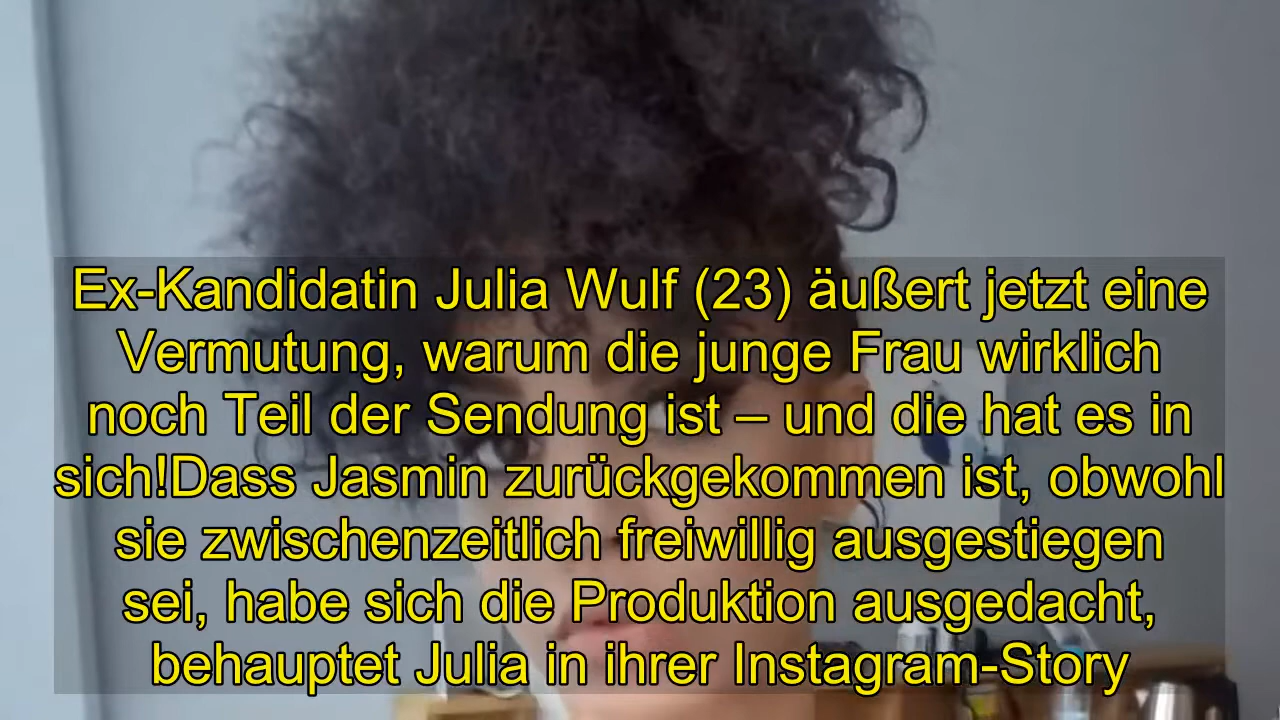 Ex-Kandidatin Julia Wulf (23) äußert jetzt eine
Vermutung, warum die junge Frau wirklich
noch Teil der Sendung ist – und die hat es in
sich!Dass Jasmin zurückgekommen ist, obwohl
sie zwischenzeitlich freiwillig ausgestiegen
sei, habe sich die Produktion ausgedacht,
behauptet Julia in ihrer Instagram-Story